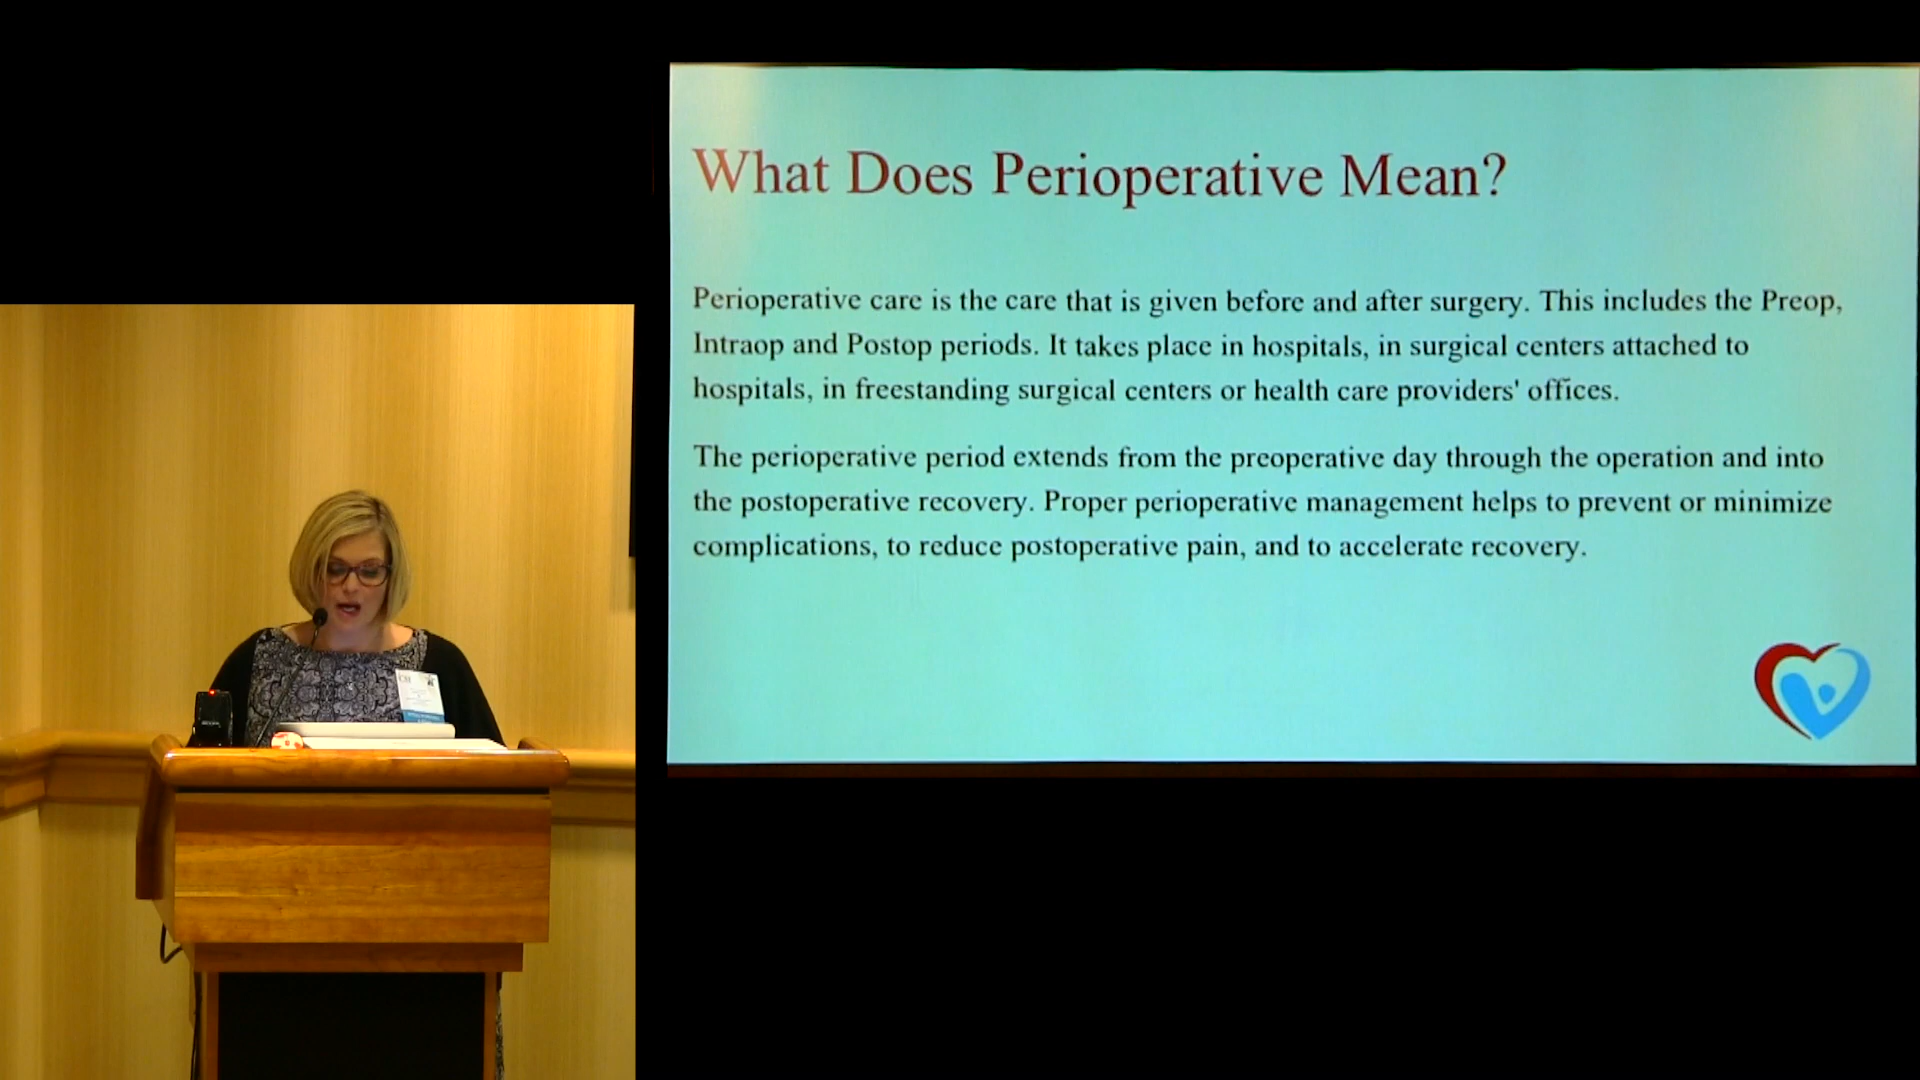 What Does Perioperative Mean?
Perioperative care is the care that is given before and after surgery. This includes the Preop,
Intraop and Postop periods. It takes place in hospitals, in surgical centers attached to
hospitals, in freestanding surgical centers or health care providers' offices.
The perioperative period extends from the preoperative day through the operation and into
the postoperative recovery. Proper perioperative management helps to prevent or minimize
complications, to reduce postoperative pain, and to accelerate recovery.